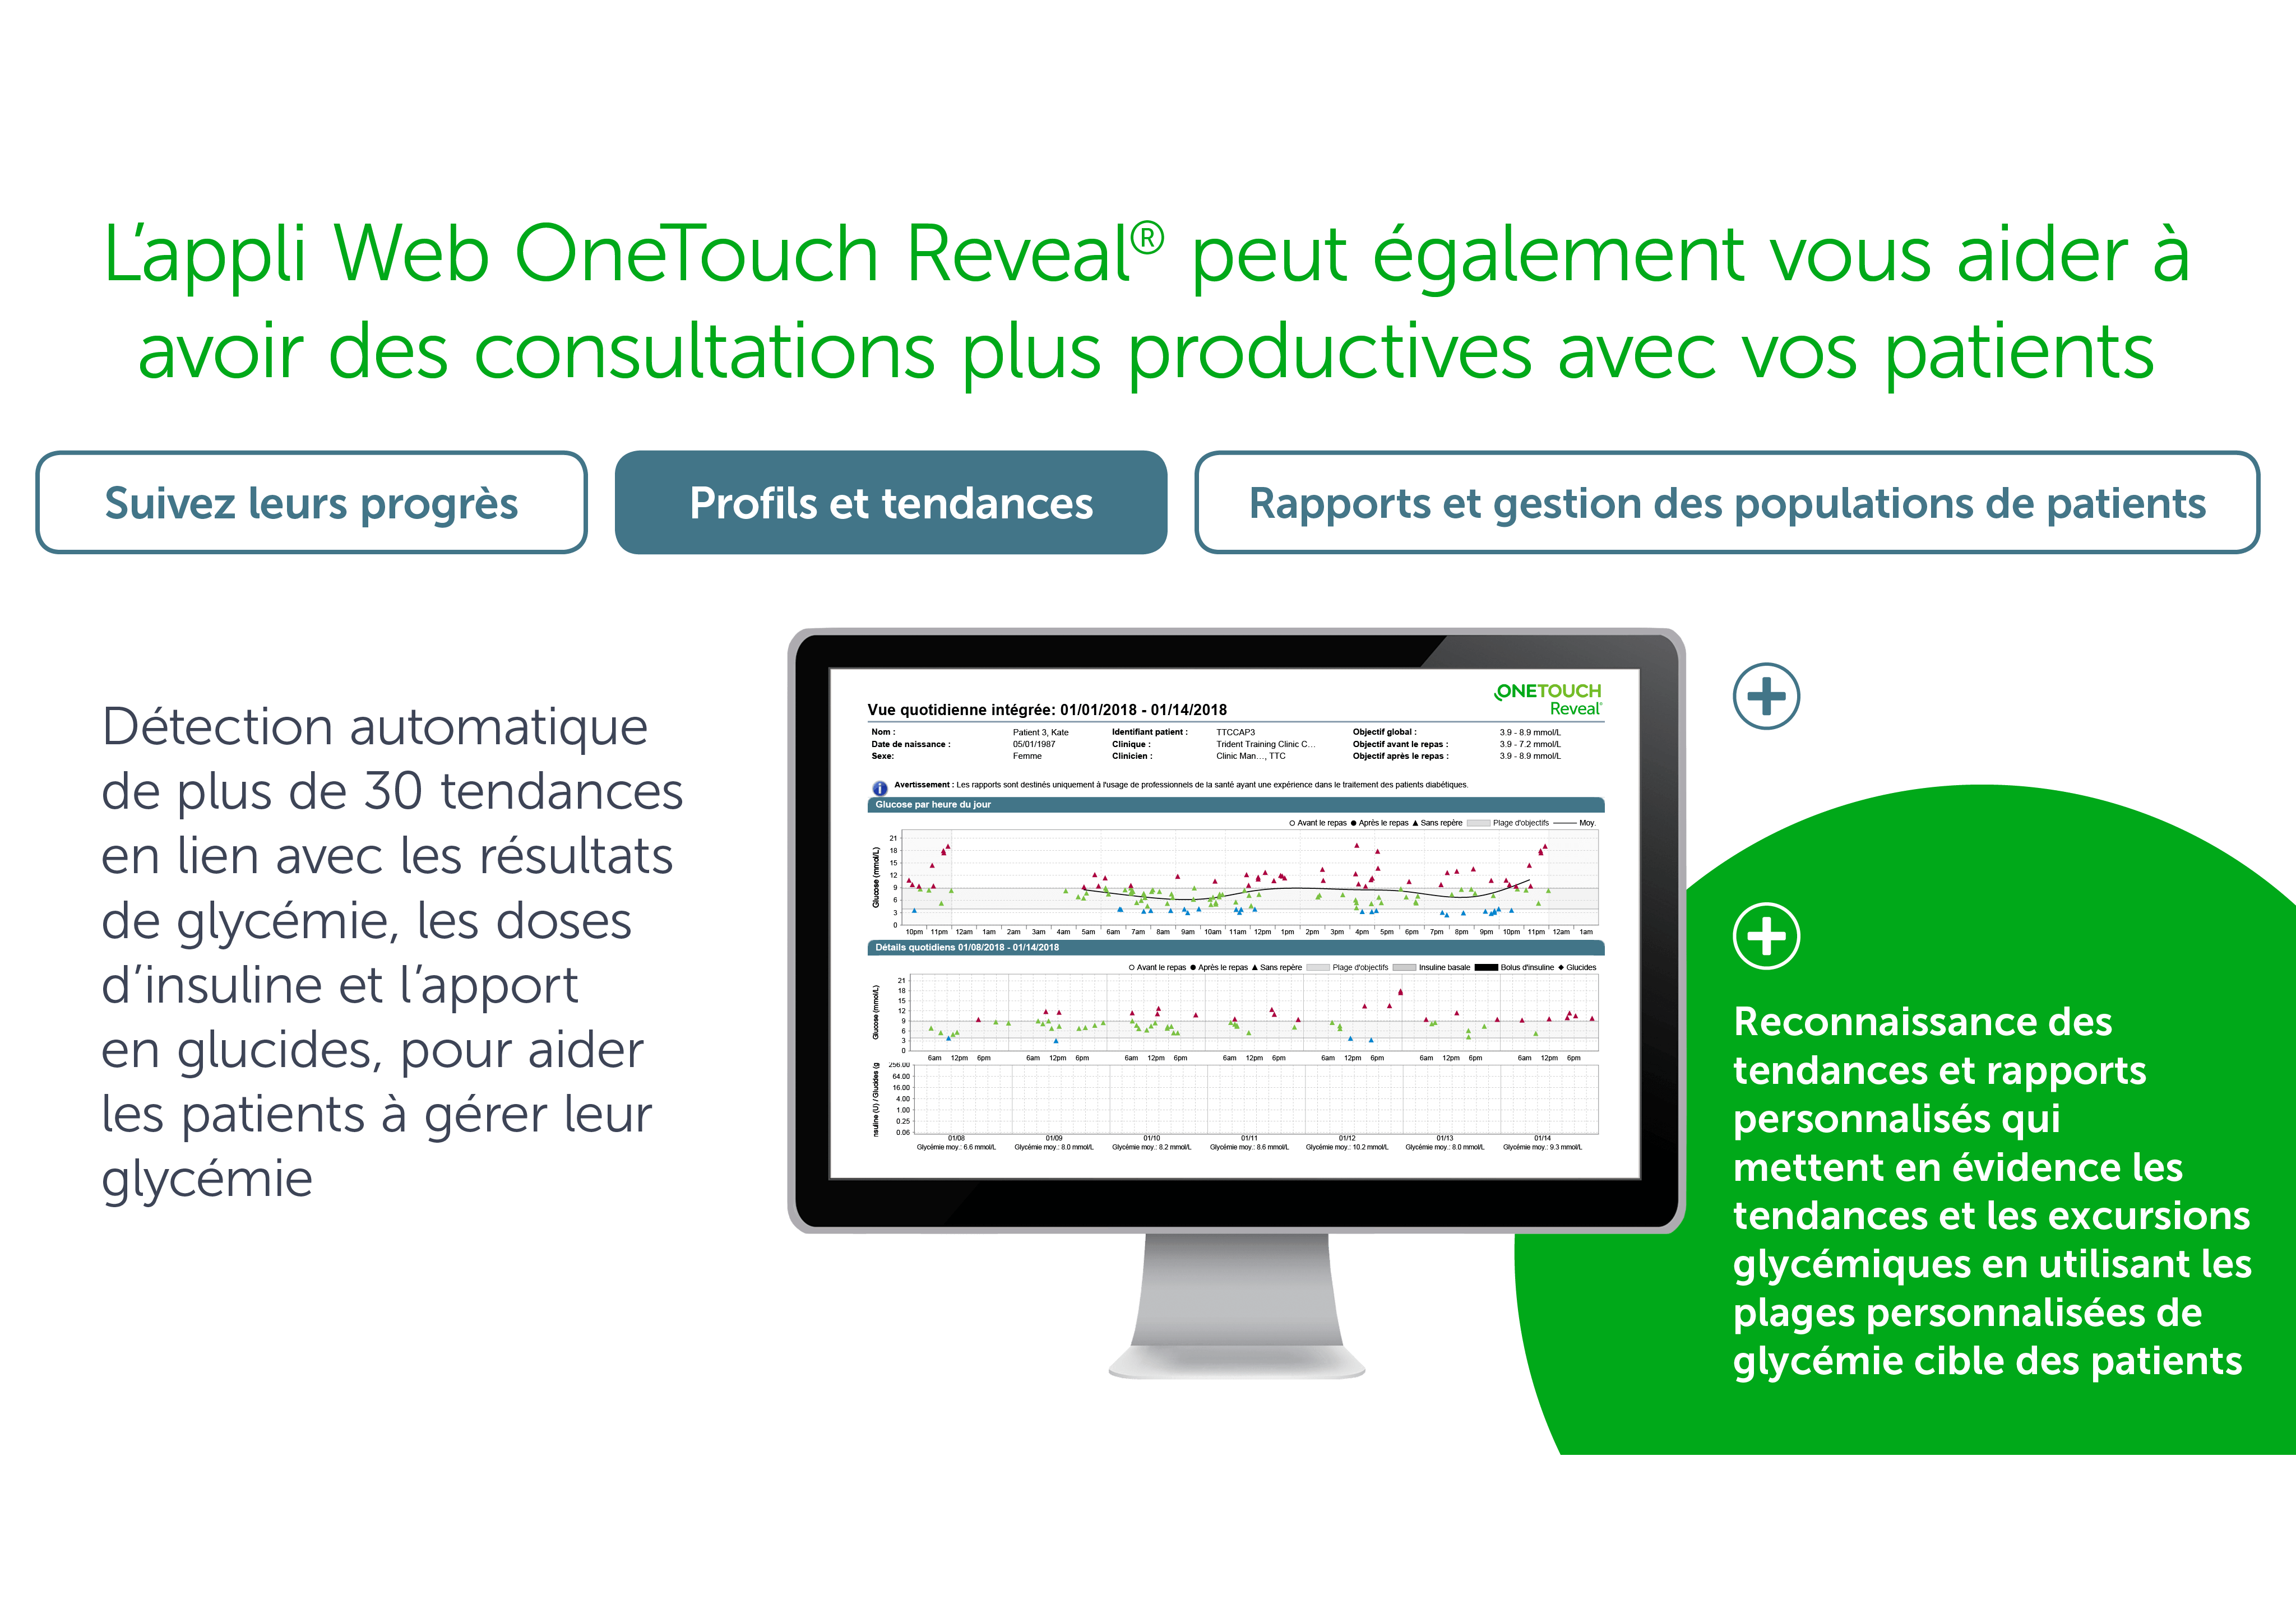 L'appli Web OneTouch Reveal® peut également vous aider à
avoir des consultations plus productives avec vos patients
Suivez leurs progrès
Profils et tendances
Rapports et gestion des populations de patients
Détection automatique
de plus de 30 tendances
en lien avec les résultats
de glycémie, les doses
d'insuline et l'apport
en glucides, pour aider
les patients à gérer leur
glycémie
ONETOUCH
Reveal®
Vue quotidienne intégrée: 01/01/2018 - 01/14/2018
Nom : Patient 3, Kate Identifiant patient : TTCCAP3 Objectif global : 3.9 - 8.9 mmol/L
Date de naissance : 05/01/1987 Clinique : Trident Training Clinic C... Objectif avant le repas : 3.9 - 7.2 mmol/L
Sexe: Femme Clinicien : Clinic Man..., TTC Objectif après le repas : 3.9 - 8.9 mmol/L
Avertissement : Les rapports sont destinés uniquement à l'usage de professionnels de la santé ayant une expérience dans le traitement des patients diabétiques.
Glucose par heure du jour
Avant le repas Après le repas Sans repère Plage d'objectifs Moy.
Glucose (mmol/L)
21
18
15
12
9
6
3
0
10pm 11pm 12am 1am 2am 3am 4am 5am 6am 7am 8am 9am 10am 11am 12pm 1pm 2pm 3pm 4pm 5pm 6pm 7pm 8pm 9pm 10pm 11pm 12am 1am
Détails quotidiens 01/08/2018 - 01/14/2018
Avant le repas Après le repas Sans repère Plage d'objectifs Insuline basale Bolus d'insuline Glucides
Glucose (mmol/L)
21
18
15
12
9
6
3
0
6am 12pm 6pm 6am 12pm 6pm 6am 12pm 6pm 6am 12pm 6pm 6am 12pm 6pm 6am 12pm 6pm 6am 12pm 6pm
nsuline (U) / Glucides (g
256.00
64.00
16.00
4.00
1.00
0.25
0.06
01/08 01/09 01/10 01/11 01/12 01/13 01/14
Glycémie moy.: 6.6 mmol/L Glycémie moy.: 8.0 mmol/L Glycémie moy.: 8.2 mmol/L Glycémie moy.: 8.6 mmol/L Glycémie moy.: 10.2 mmol/L Glycémie moy.: 8.0 mmol/L Glycémie moy.: 9.3 mmol/L
Reconnaissance des
tendances et rapports
personnalisés qui
mettent en évidence les
tendances et les excursions
glycémiques en utilisant les
plages personnalisées de
glycémie cible des patients